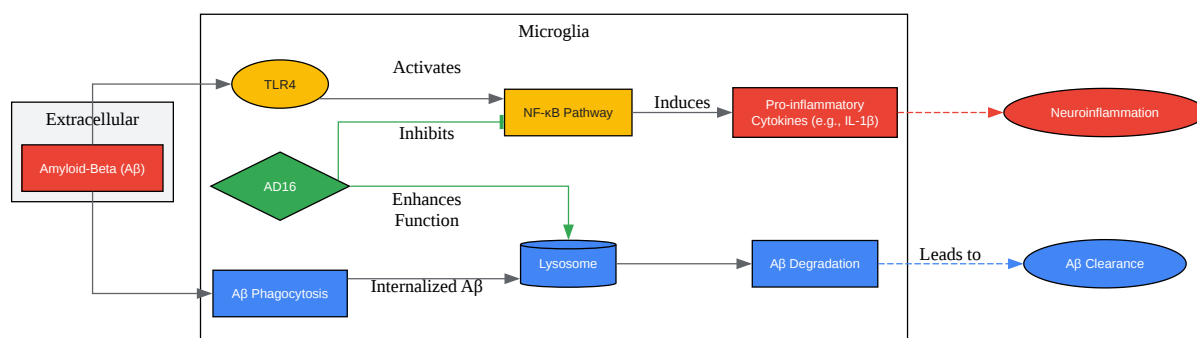 Microglia
TLR4
Activates
Extracellular
Amyloid-Beta (Aβ)
NF-κB Pathway
Induces
Pro-inflammatory
Cytokines (e.g., IL-1β)
Neuroinflammation
Inhibits
AD16
Enhances
Function
Aβ Phagocytosis
Internalized Aβ
Lysosome
Aβ Degradation
Leads to
Aβ Clearance